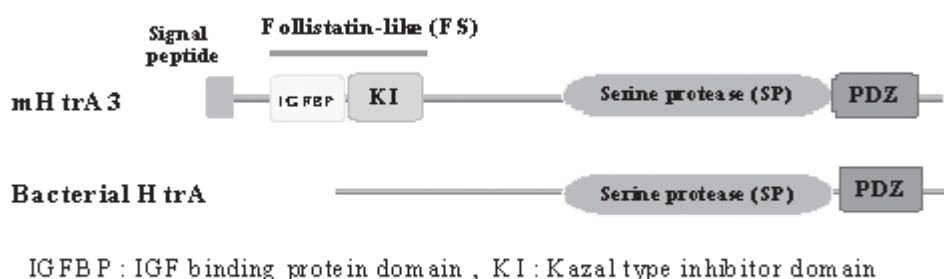 Signal
peptide
Follistatin-like (FS)
mHtrA3
IGFBP
KI
Serine protease (SP)
PDZ
Bacterial HtrA
Serine protease (SP)
PDZ
IGFBP : IGF binding protein domain , KI : Kazal type inhibitor domain